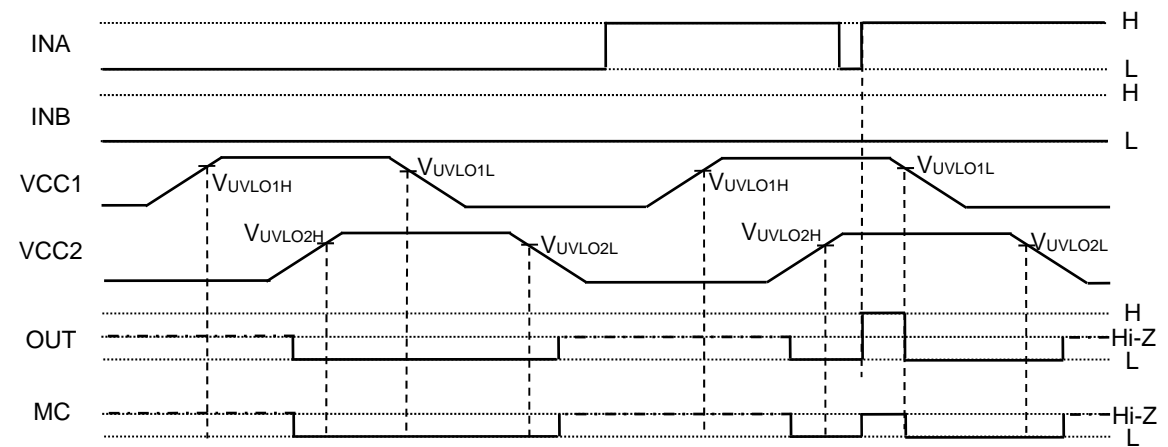 INA
H
L
INB
H
L
VCC1
VUVLO1H
VUVLO1L
VUVLO1H
VUVLO1L
VCC2
VUVLO2H
VUVLO2L
VUVLO2H
VUVLO2L
OUT
H
Hi-Z
L
MC
Hi-Z
L